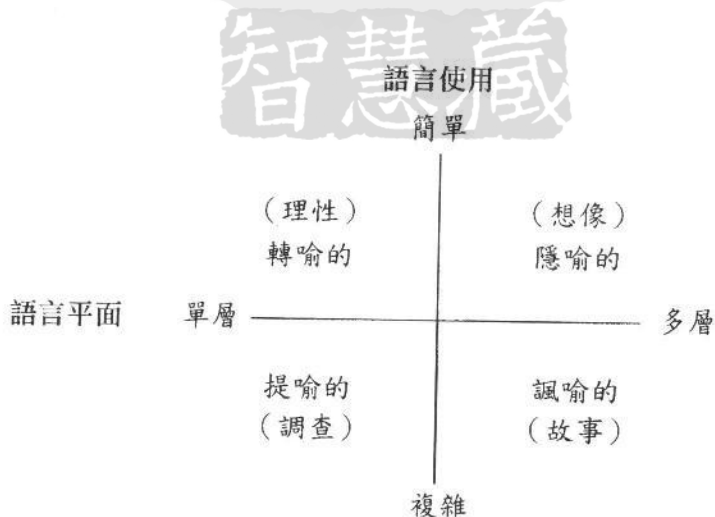 智慧藏
語言使用
簡單
（理性）
轉喻的
（想像）
隱喻的
語言平面 單層 多層
提喻的
（調查）
諷喻的
（故事）
複雜